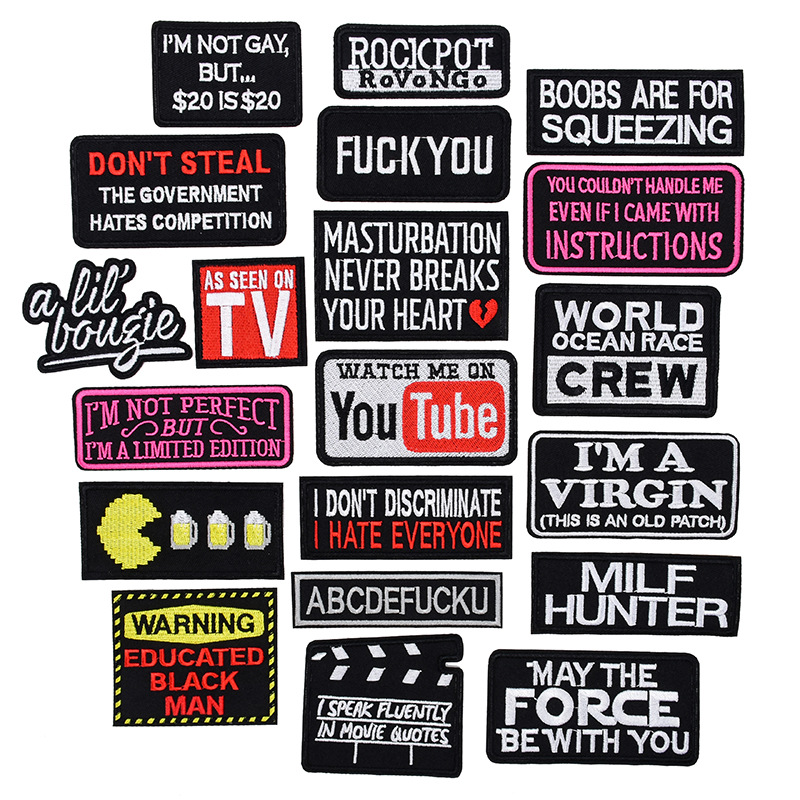 I'M NOT GAY,
BUT...
$20 IS $20
ROCKPOT
RoVoNGo
BOOBS ARE FOR
SQUEEZING
DON'T STEAL
THE GOVERNMENT
HATES COMPETITION
FUCK YOU
YOU COULDN'T HANDLE ME
EVEN IF I CAME WITH
INSTRUCTIONS
a lil'
bougie
AS SEEN ON
TV
MASTURBATION
NEVER BREAKS
YOUR HEART
WORLD
OCEAN RACE
CREW
I'M NOT PERFECT
BUT
I'M A LIMITED EDITION
WATCH ME ON
YouTube
I'M A
VIRGIN
(THIS IS AN OLD PATCH)
I DON'T DISCRIMINATE
I HATE EVERYONE
MILF
HUNTER
WARNING
EDUCATED
BLACK
MAN
ABCDEFUCKU
I SPEAK FLUENTLY
IN MOVIE QUOTES
MAY THE
FORCE
BE WITH YOU